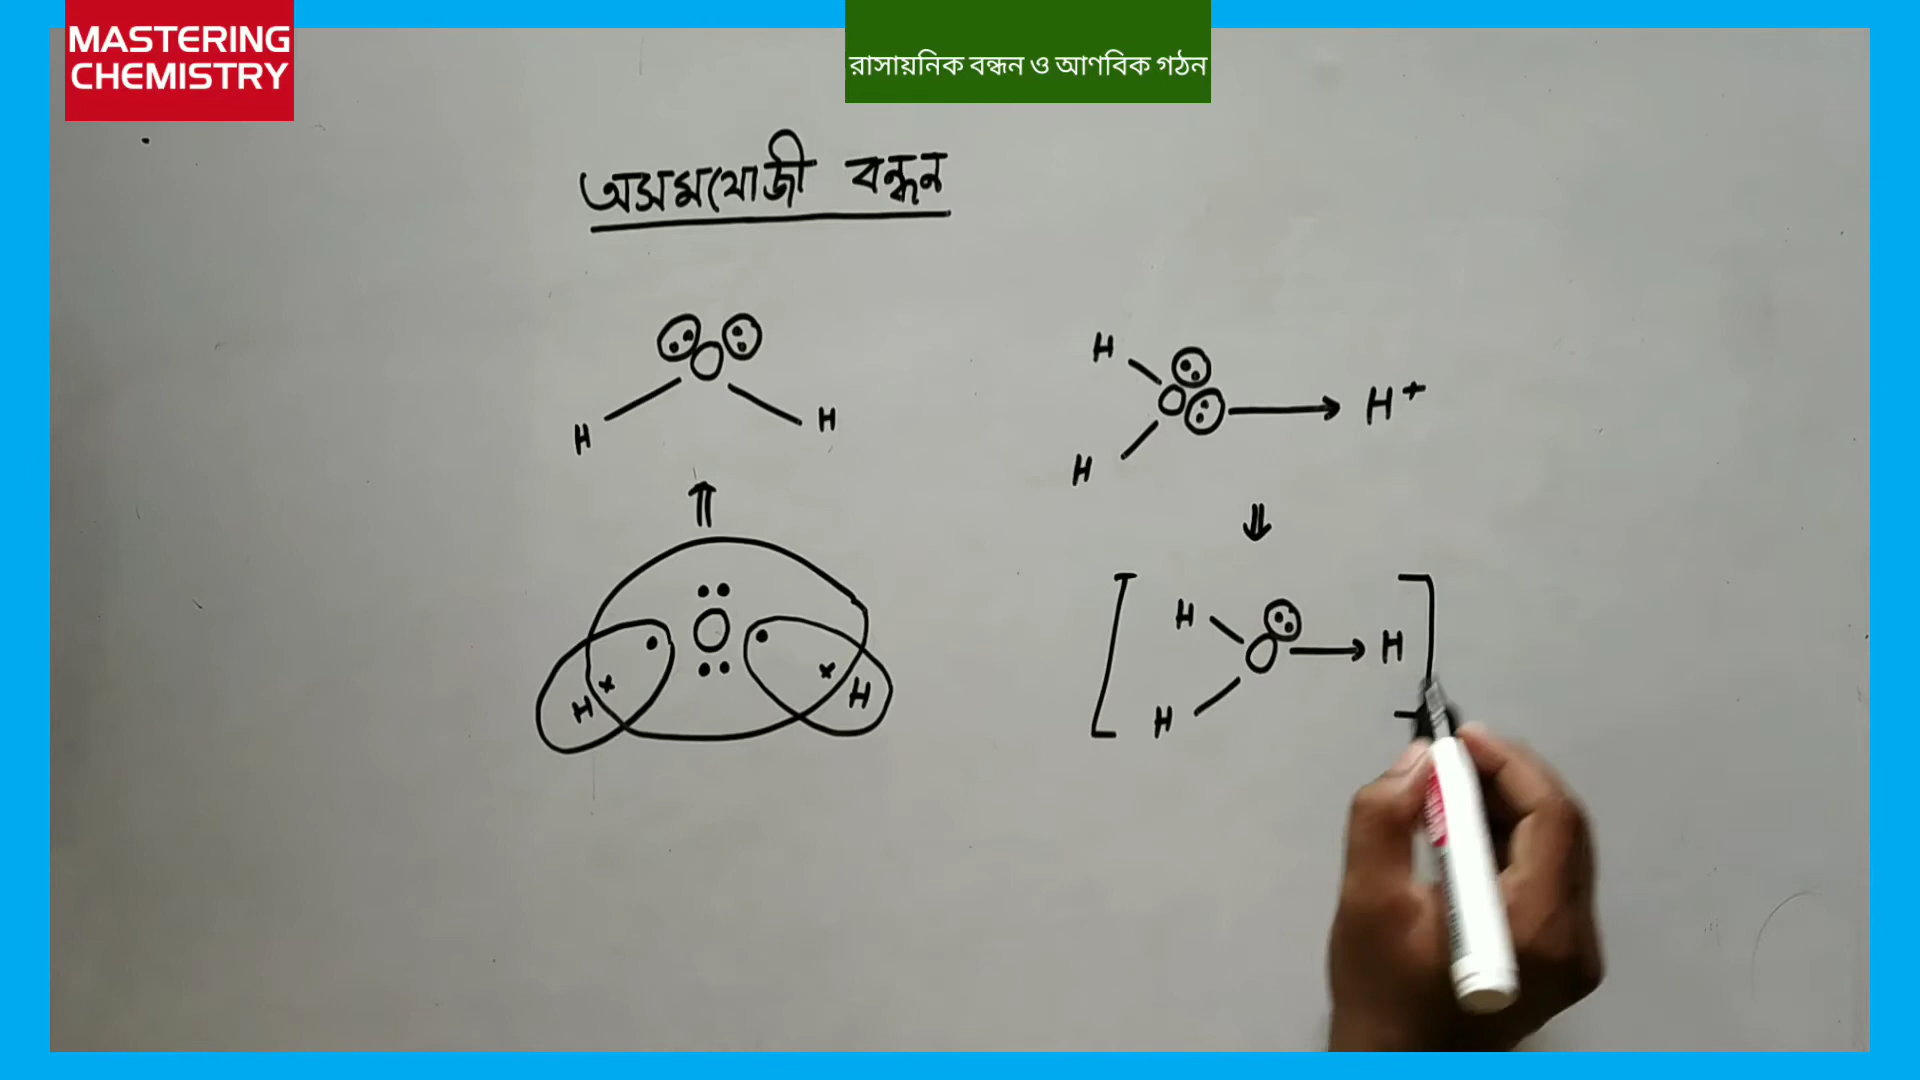 MASTERING
CHEMISTRY
রাসায়নিক বন্ধন ও আণবিক গঠন
অসমযোজী বন্ধন
O
H H
H
O → H +
H
⇑
⇓
O
H H
[ H
O → H ]
H